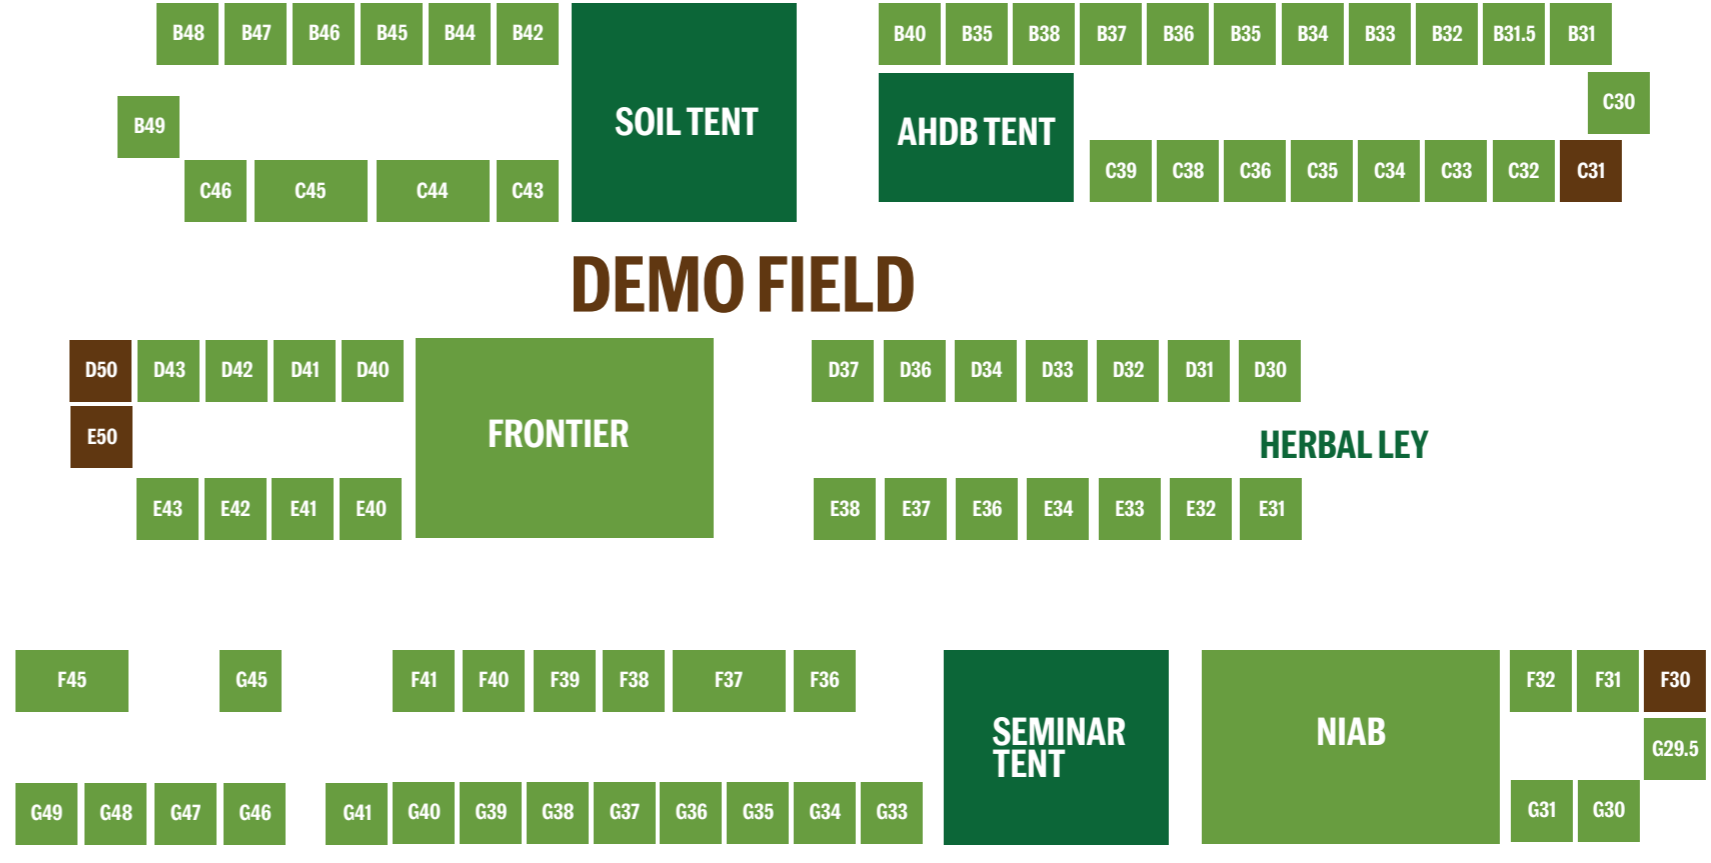 B48 B47 B46 B45 B44 B42
B40 B35 B38 B37 B36 B35 B34 B33 B32 B31.5 B31
B49
SOIL TENT
AHDB TENT
C30
C46 C45 C44 C43
C39 C38 C36 C35 C34 C33 C32 C31
DEMO FIELD
D50 D43 D42 D41 D40
D37 D36 D34 D33 D32 D31 D30
E50
FRONTIER
HERBAL LEY
E43 E42 E41 E40
E38 E37 E36 E34 E33 E32 E31
F45 G45 F41 F40 F39 F38 F37 F36
F32 F31 F30
SEMINAR
TENT
NIAB
G29.5
G49 G48 G47 G46 G41 G40 G39 G38 G37 G36 G35 G34 G33
G31 G30